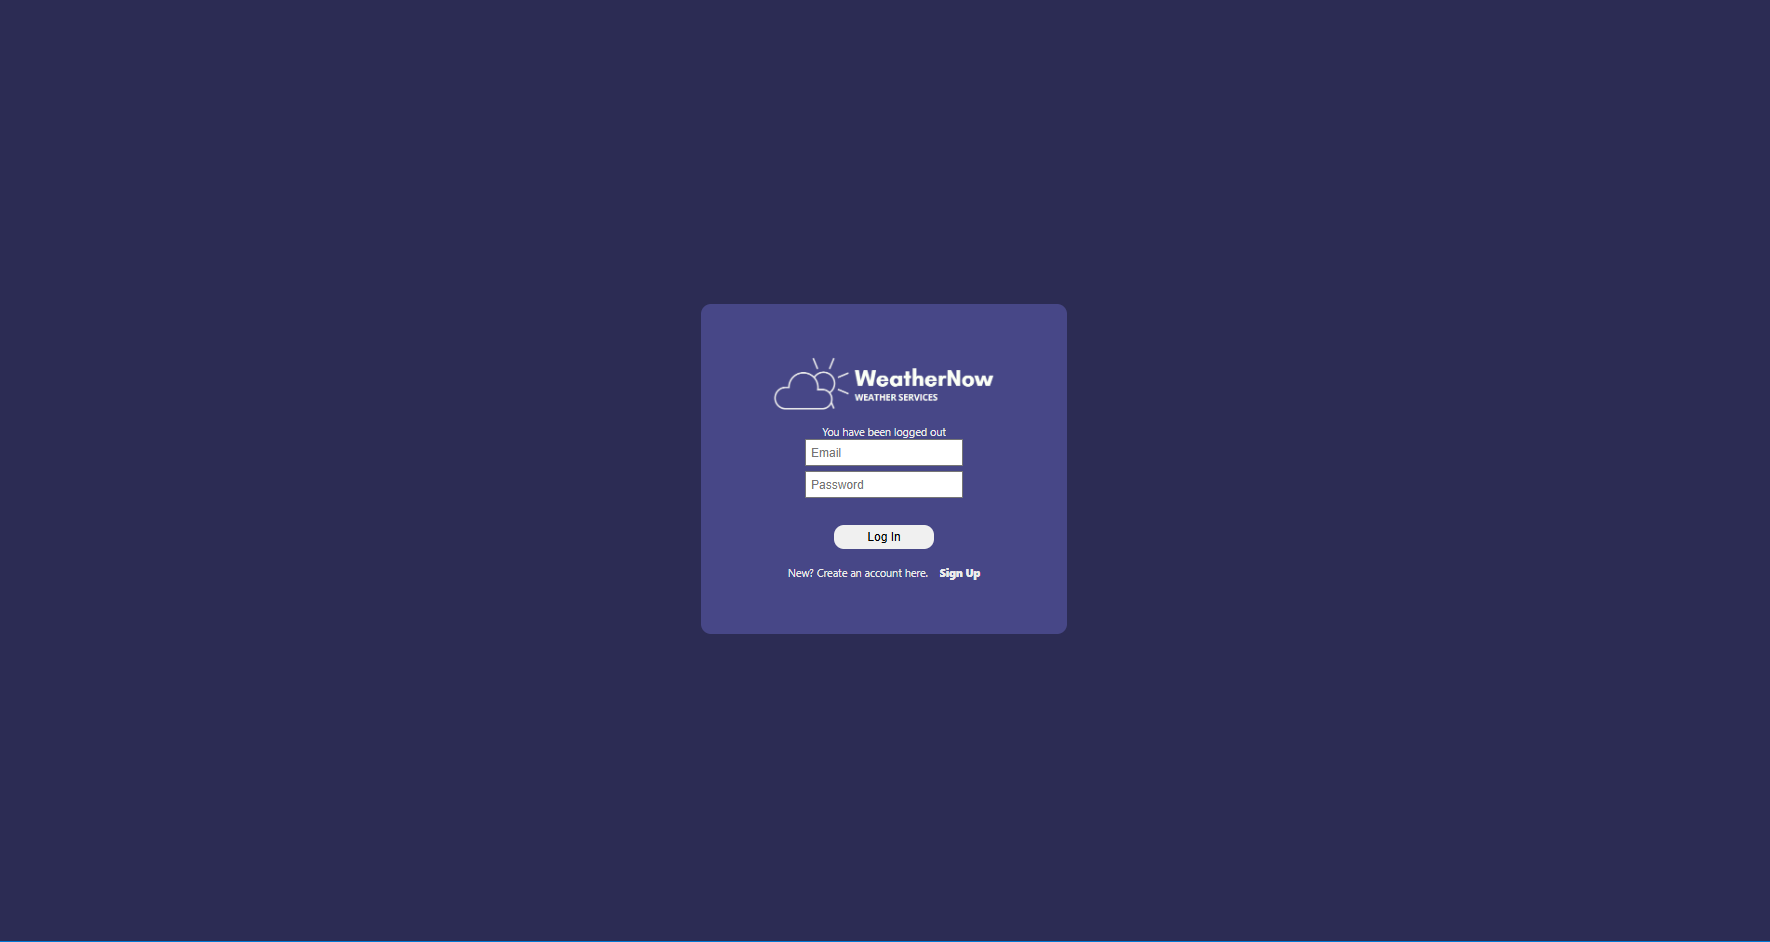 WeatherNow
WEATHER SERVICES
You have been logged out
Email
Password
Log In
New? Create an account here. Sign Up